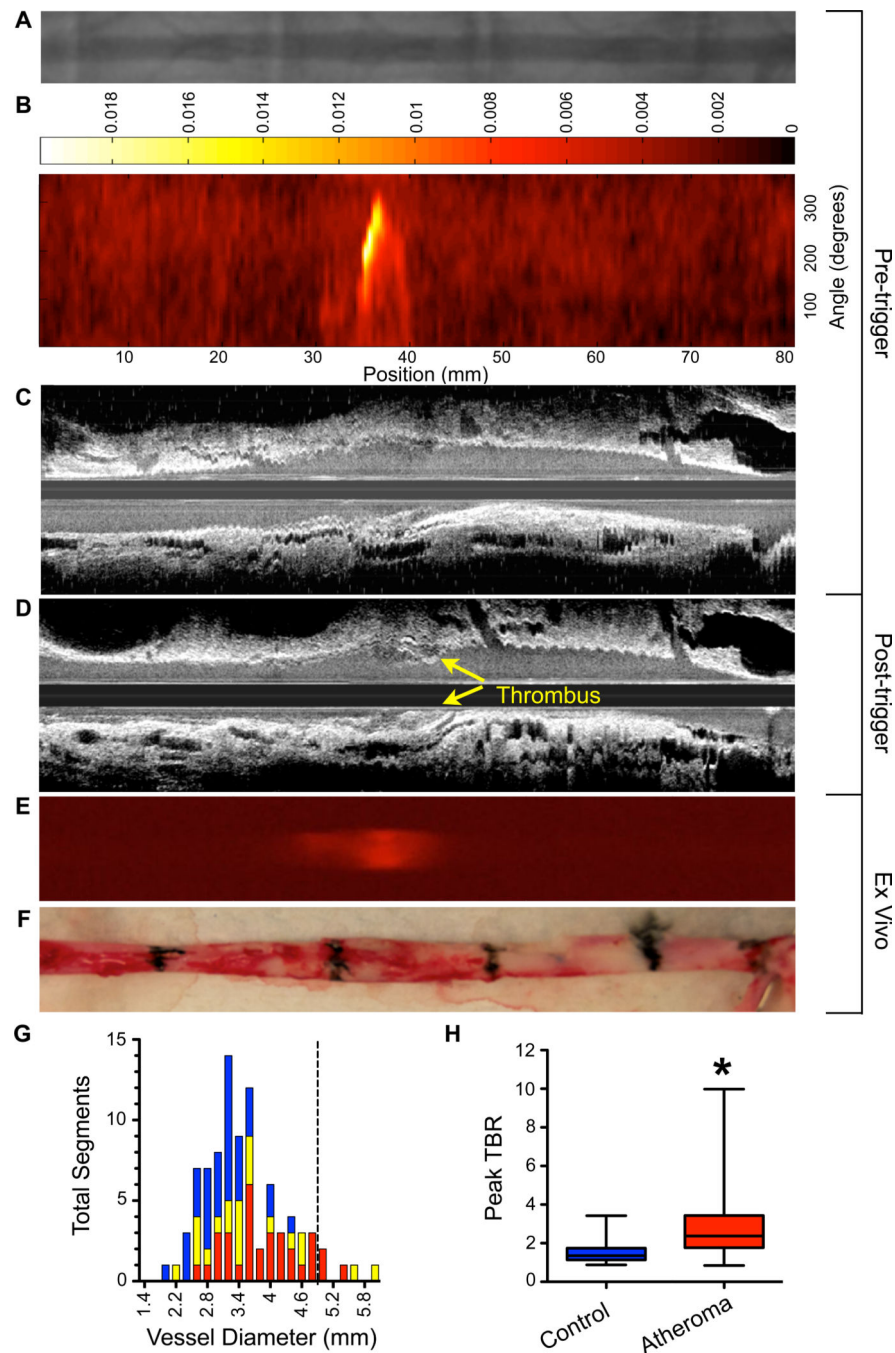 A
B
0.018
0.016
0.014
0.012
0.01
0.008
0.006
0.004
0.002
0
300
200
100
Angle (degrees)
10 20 30 40 50 60 70 80
Position (mm)
Pre-trigger
C
D
Thrombus
Post-trigger
E
F
Ex Vivo
G
15
10
5
0
Total Segments
1.4 2.2 2.8 3.4 4 4.6 5.2 5.8
Vessel Diameter (mm)
H
12
10
8
6
4
2
0
Peak TBR
*
Control
Atheroma